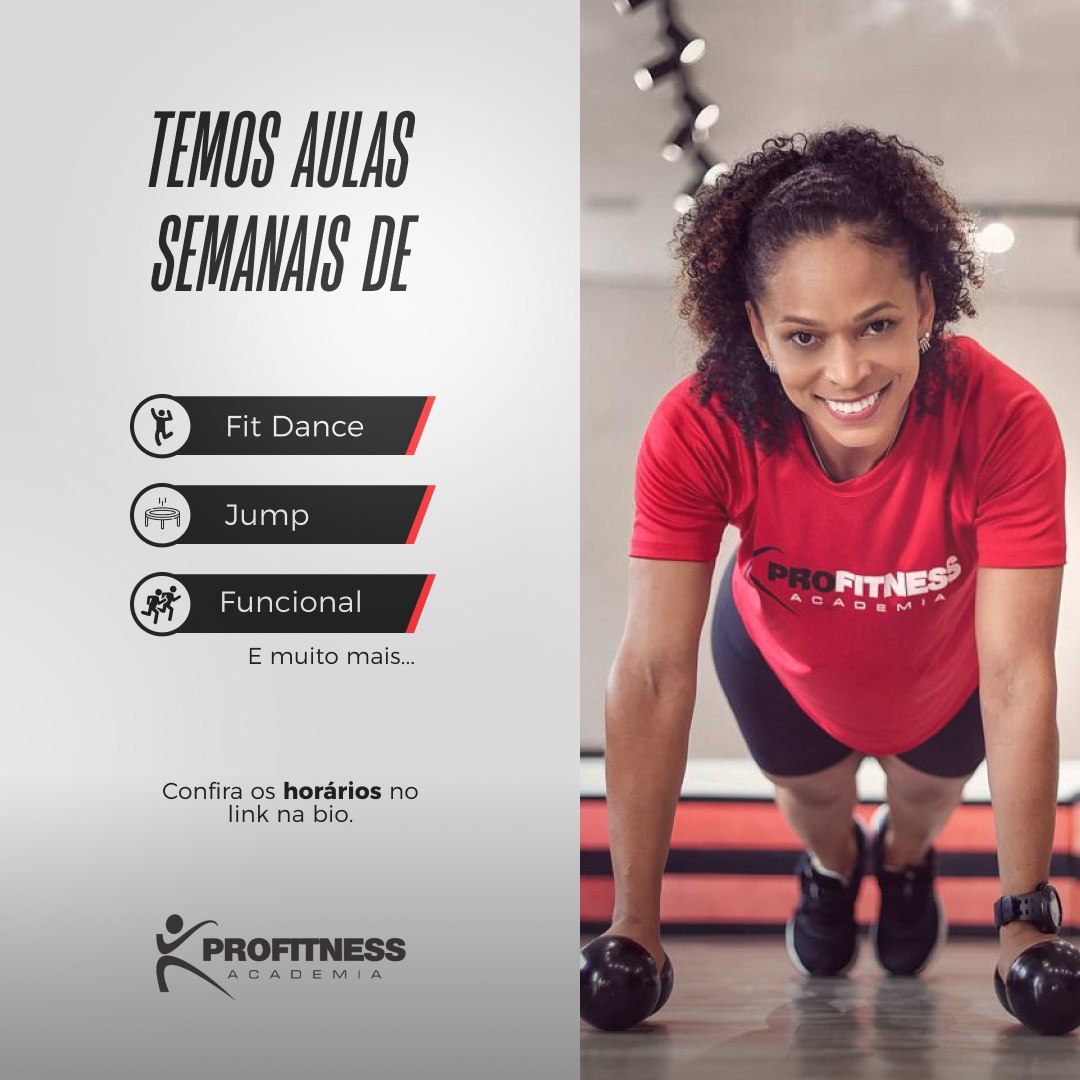 TEMOS AULAS
SEMANAIS DE
Fit Dance
Jump
Funcional
E muito mais...
Confira os horários no
link na bio.
PROFITNESS
ACADEMIA
PROFITNESS
ACADEMIA